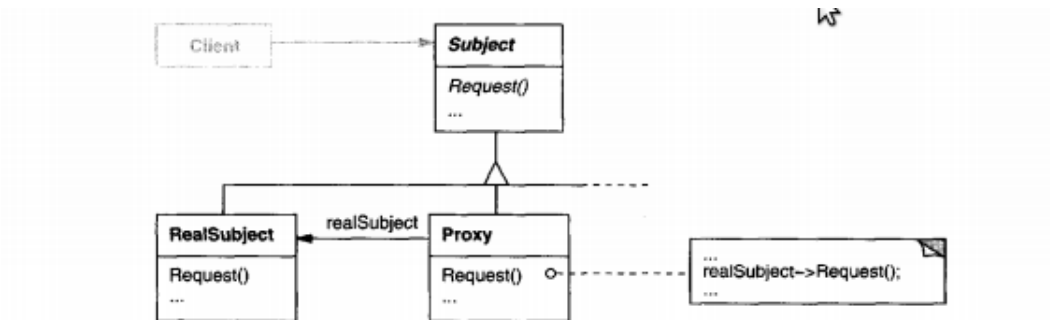 Client
Subject
Request()
...
realSubject
RealSubject
Proxy
Request()
...
Request()
...
...
realSubject->Request();
...